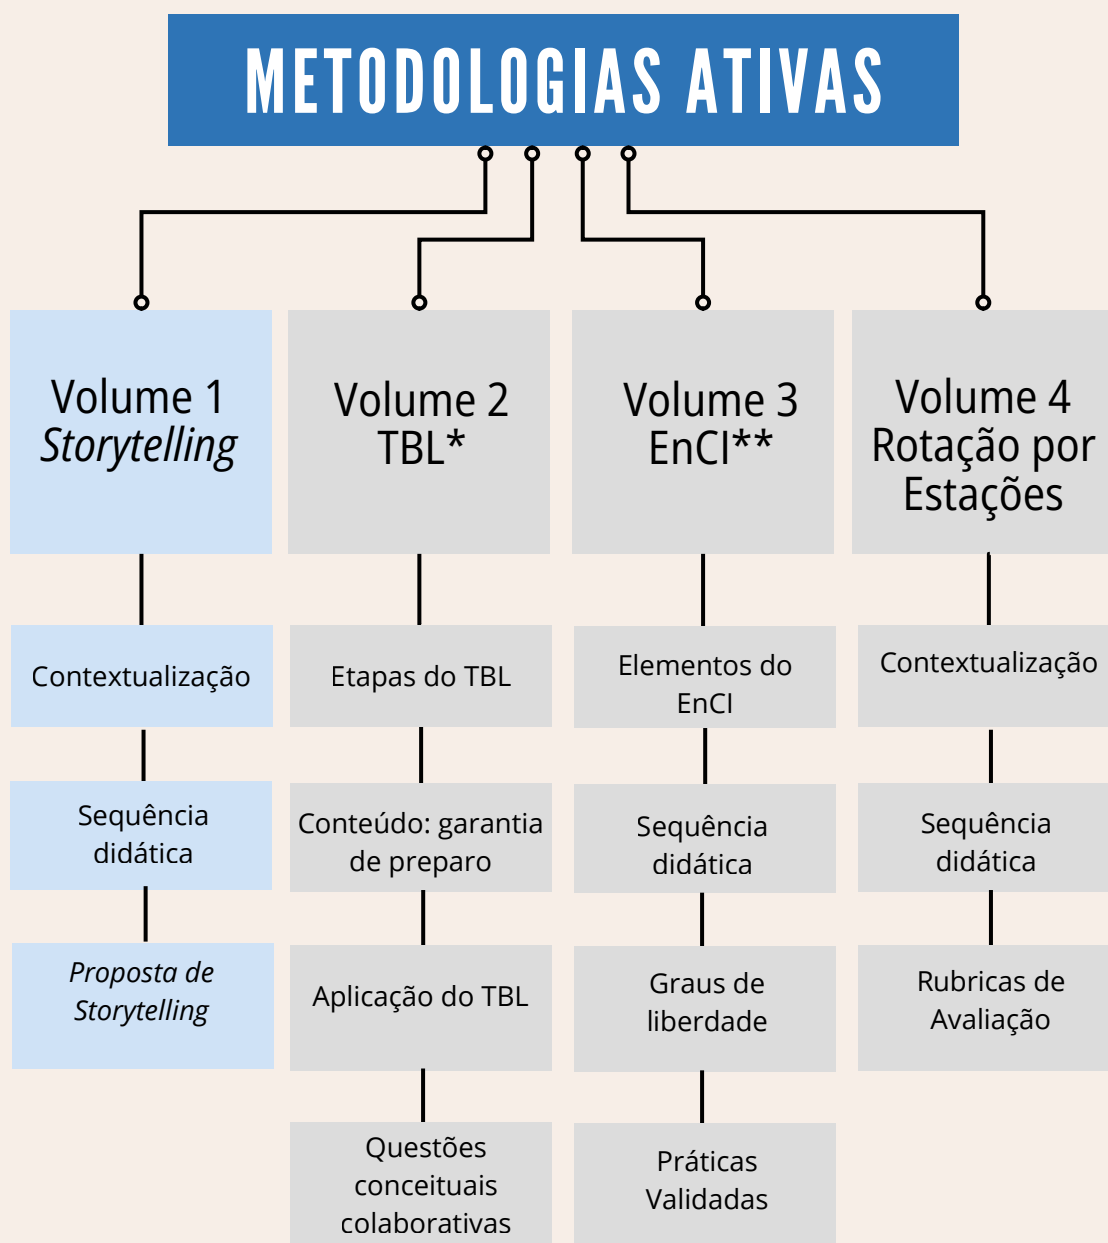 METODOLOGIAS ATIVAS
Volume 1
Storytelling
Volume 2
TBL*
Volume 3
EnCI**
Volume 4
Rotação por
Estações
Contextualização
Etapas do TBL
Elementos do
EnCI
Contextualização
Sequência
didática
Conteúdo: garantia
de preparo
Sequência
didática
Sequência
didática
Proposta de
Storytelling
Aplicação do TBL
Graus de
liberdade
Rubricas de
Avaliação
Questões
conceituais
colaborativas
Práticas
Validadas